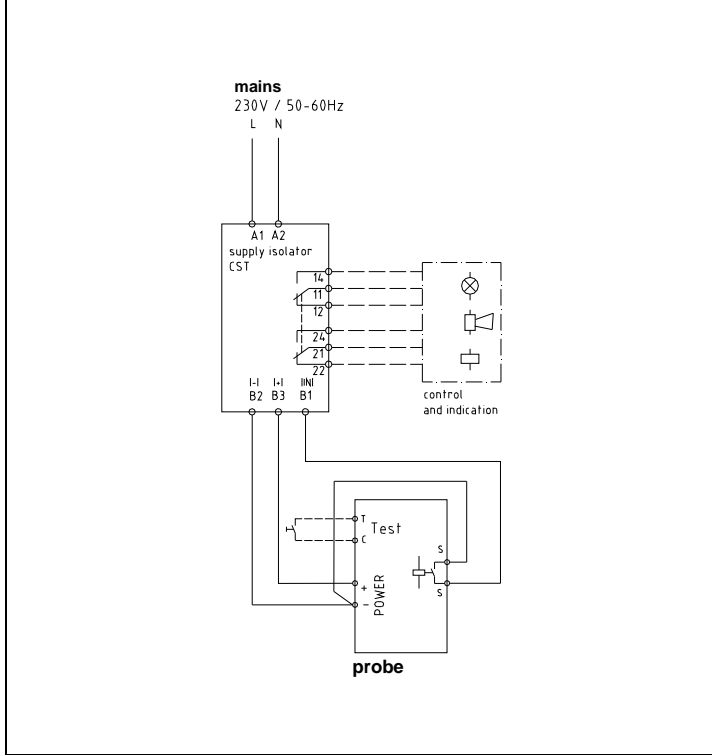 mains
230V / 50-60Hz
L N
A1 A2
supply isolator
CST
14
11
12
24
21
22
|-| |+| |IN|
B2 B3 B1
control
and indication
T
Test
C
S
+
POWER
-
S
probe